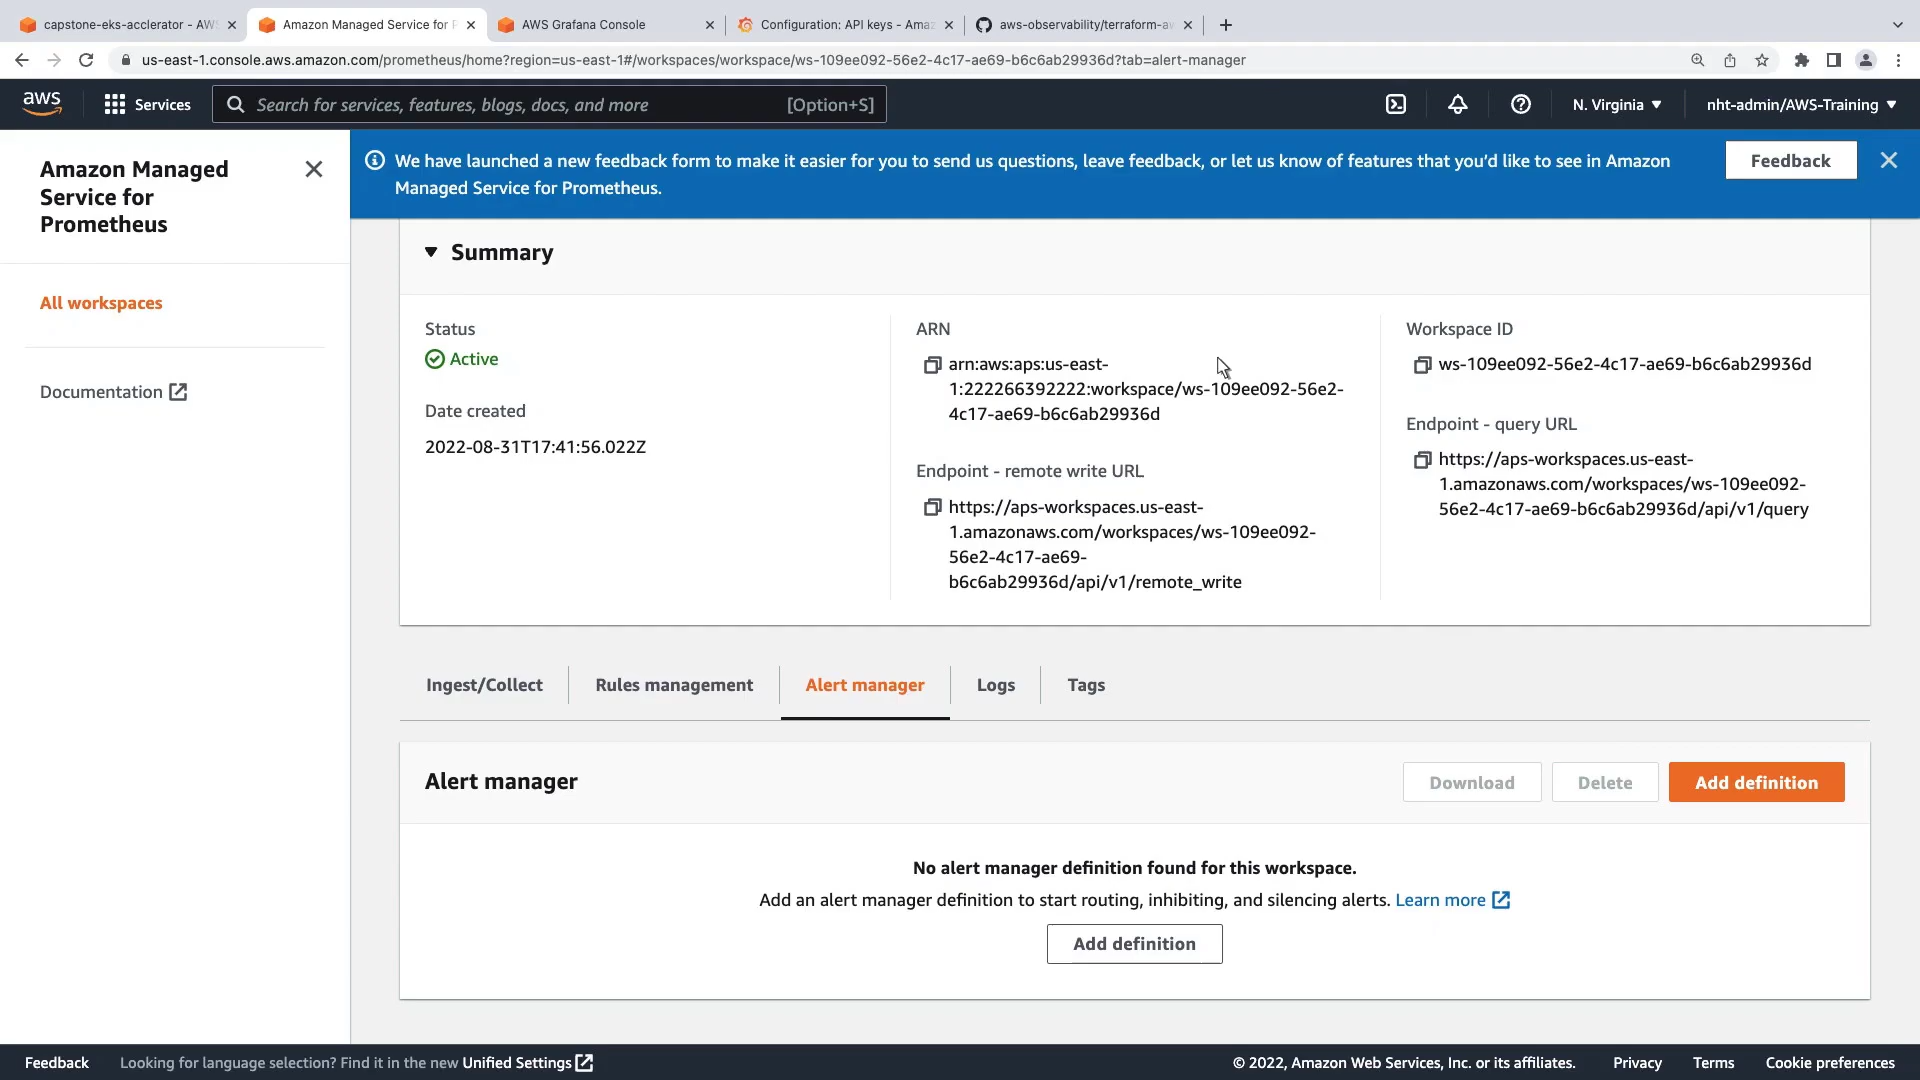 capstone-eks-acclerator - AWS
Amazon Managed Service for P
AWS Grafana Console
Configuration: API keys - Amaz
aws-observability/terraform-aw
us-east-1.console.aws.amazon.com/prometheus/home?region=us-east-1#/workspaces/workspace/ws-109ee092-56e2-4c17-ae69-b6c6ab29936d?tab=alert-manager
aws
Services
Search for services, features, blogs, docs, and more
[Option+S]
N. Virginia
nht-admin/AWS-Training
Amazon Managed
Service for
Prometheus
All workspaces
Documentation
We have launched a new feedback form to make it easier for you to send us questions, leave feedback, or let us know of features that you'd like to see in Amazon
Managed Service for Prometheus.
Feedback
Summary
Status
Active
Date created
2022-08-31T17:41:56.022Z
ARN
arn:aws:aps:us-east-
1:222266392222:workspace/ws-109ee092-56e2-
4c17-ae69-b6c6ab29936d
Endpoint - remote write URL
https://aps-workspaces.us-east-
1.amazonaws.com/workspaces/ws-109ee092-
56e2-4c17-ae69-
b6c6ab29936d/api/v1/remote_write
Workspace ID
ws-109ee092-56e2-4c17-ae69-b6c6ab29936d
Endpoint - query URL
https://aps-workspaces.us-east-
1.amazonaws.com/workspaces/ws-109ee092-
56e2-4c17-ae69-b6c6ab29936d/api/v1/query
Ingest/Collect
Rules management
Alert manager
Logs
Tags
Alert manager
Download
Delete
Add definition
No alert manager definition found for this workspace.
Add an alert manager definition to start routing, inhibiting, and silencing alerts. Learn more
Add definition
Feedback
Looking for language selection? Find it in the new Unified Settings
© 2022, Amazon Web Services, Inc. or its affiliates.
Privacy
Terms
Cookie preferences